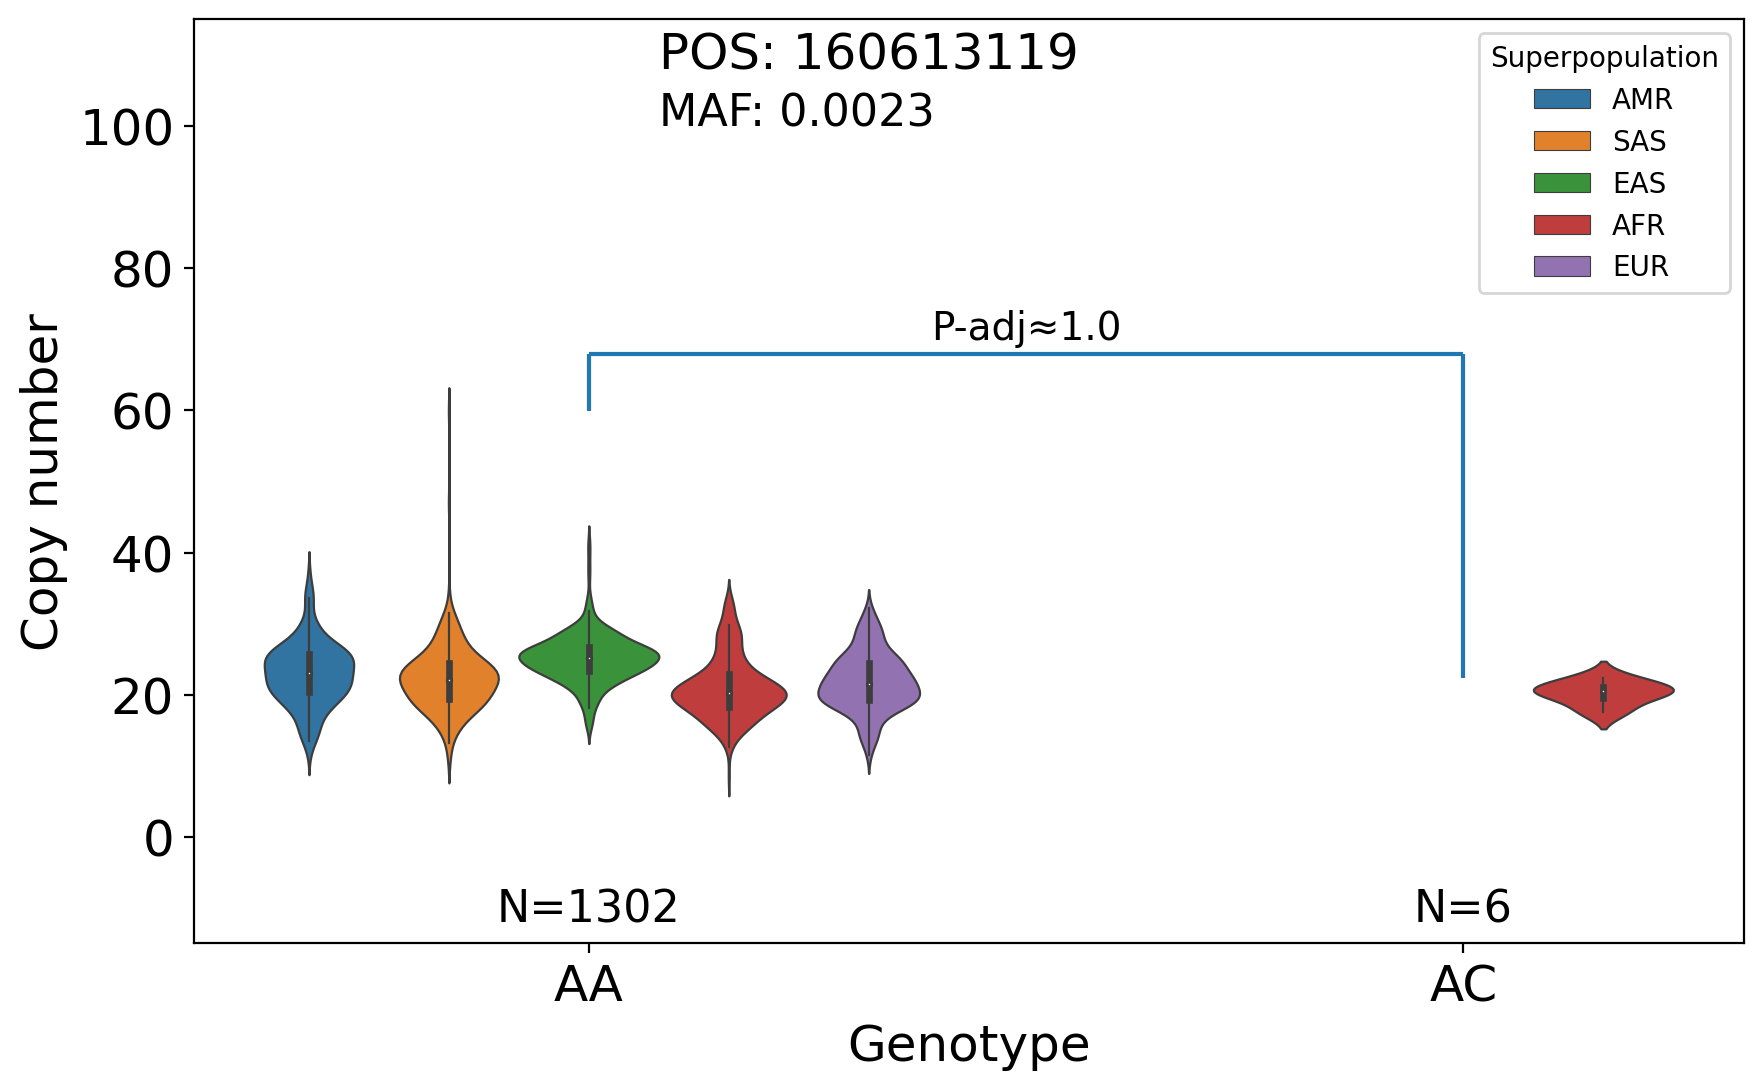 POS: 160613119
MAF: 0.0023
Superpopulation
AMR
SAS
EAS
AFR
EUR
P-adj≈1.0
100
80
60
40
20
0
Copy number
N=1302
N=6
AA
AC
Genotype